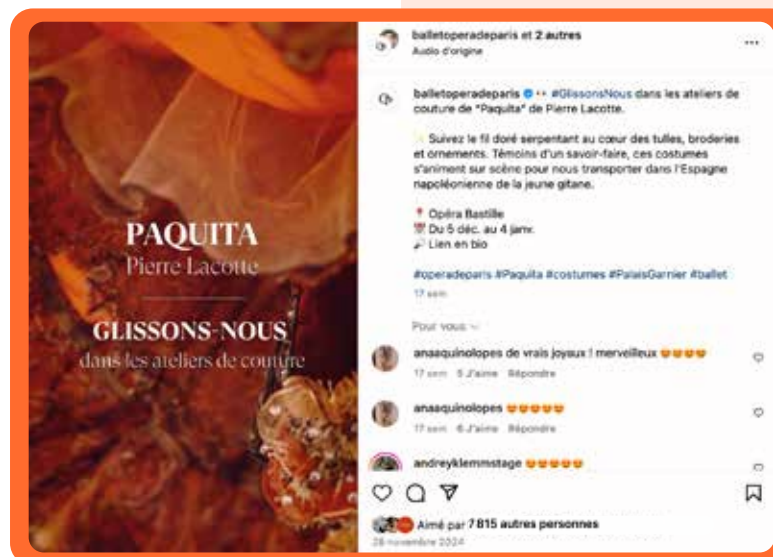 PAQUITA
Pierre Lacotte
GLISSONS-NOUS
dans les ateliers de couture
balletoperadeparis et 2 autres
Audio d'origine
balletoperadeparis #GlissonsNous dans les ateliers de
couture de "Paquita" de Pierre Lacotte.
Suivez le fil doré serpentant au cœur des tulles, broderies
et ornements. Témoins d'un savoir-faire, ces costumes
s'animent sur scène pour nous transporter dans l'Espagne
napoléonienne de la jeune gitane.
Opéra Bastille
Du 5 déc. au 4 janv.
Lien en bio
#operadeparis #Paquita #costumes #PalaisGarnier #ballet
17 sem
Pour vous
anaaquinolopes de vrais joyaux ! merveilleux
17 sem 5 J'aime Répondre
anaaquinolopes
17 sem 6 J'aime Répondre
andreyklemmstage
Aimé par 7 815 autres personnes
28 novembre 2024